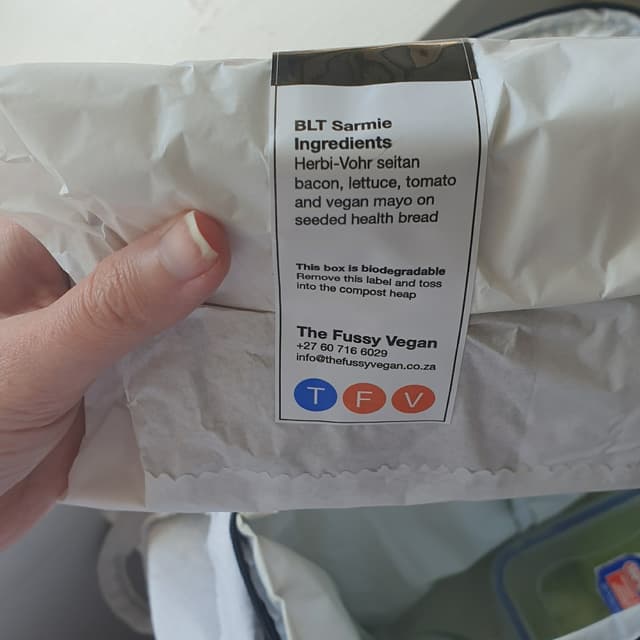 BLT Sarmie
Ingredients
Herbi-Vohr seitan
bacon, lettuce, tomato
and vegan mayo on
seeded health bread
This box is biodegradable
Remove this label and toss
into the compost heap
The Fussy Vegan
+27 60 716 6029
info@thefussyvegan.co.za
T F V